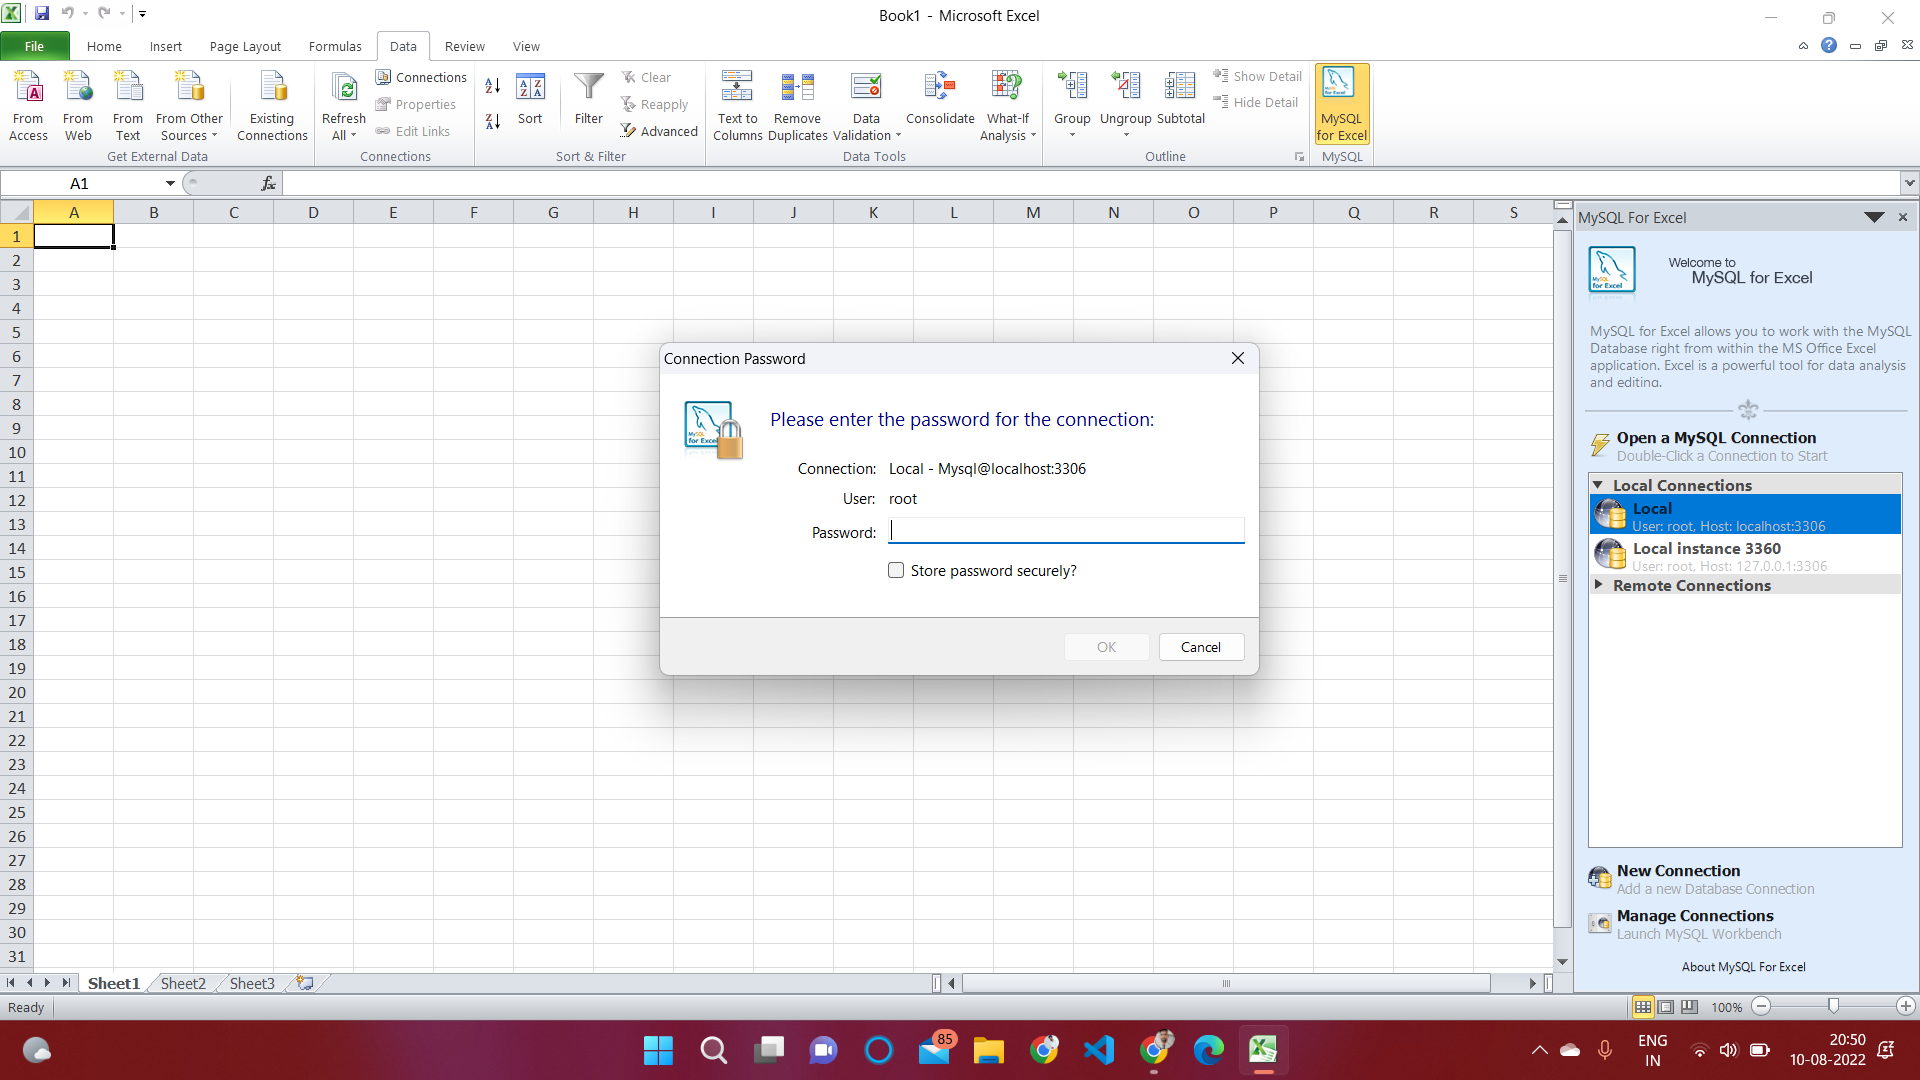 Book1 - Microsoft Excel
File Home Insert Page Layout Formulas Data Review View
From Access
From Web
From Text
From Other Sources
Existing Connections
Get External Data
Refresh All
Connections
Properties
Edit Links
Connections
Sort
Filter
Clear
Reapply
Advanced
Sort & Filter
Text to Columns
Remove Duplicates
Data Validation
Consolidate
What-If Analysis
Data Tools
Group
Ungroup
Subtotal
Show Detail
Hide Detail
Outline
MySQL for Excel
MySQL
A1
fx
A B C D E F G H I J K L M N O P Q R S
1
2
3
4
5
6
7
8
9
10
11
12
13
14
15
16
17
18
19
20
21
22
23
24
25
26
27
28
29
30
31
Connection Password
Please enter the password for the connection:
Connection: Local - Mysql@localhost:3306
User: root
Password:
Store password securely?
OK Cancel
MySQL For Excel
Welcome to
MySQL for Excel
MySQL for Excel allows you to work with the MySQL
Database right from within the MS Office Excel
application. Excel is a powerful tool for data analysis
and editing.
Open a MySQL Connection
Double-Click a Connection to Start
Local Connections
Local
User: root, Host: localhost:3306
Local instance 3360
User: root, Host: 127.0.0.1:3306
Remote Connections
New Connection
Add a new Database Connection
Manage Connections
Launch MySQL Workbench
About MySQL For Excel
Sheet1 Sheet2 Sheet3
Ready
100%
85
ENG
IN
20:50
10-08-2022